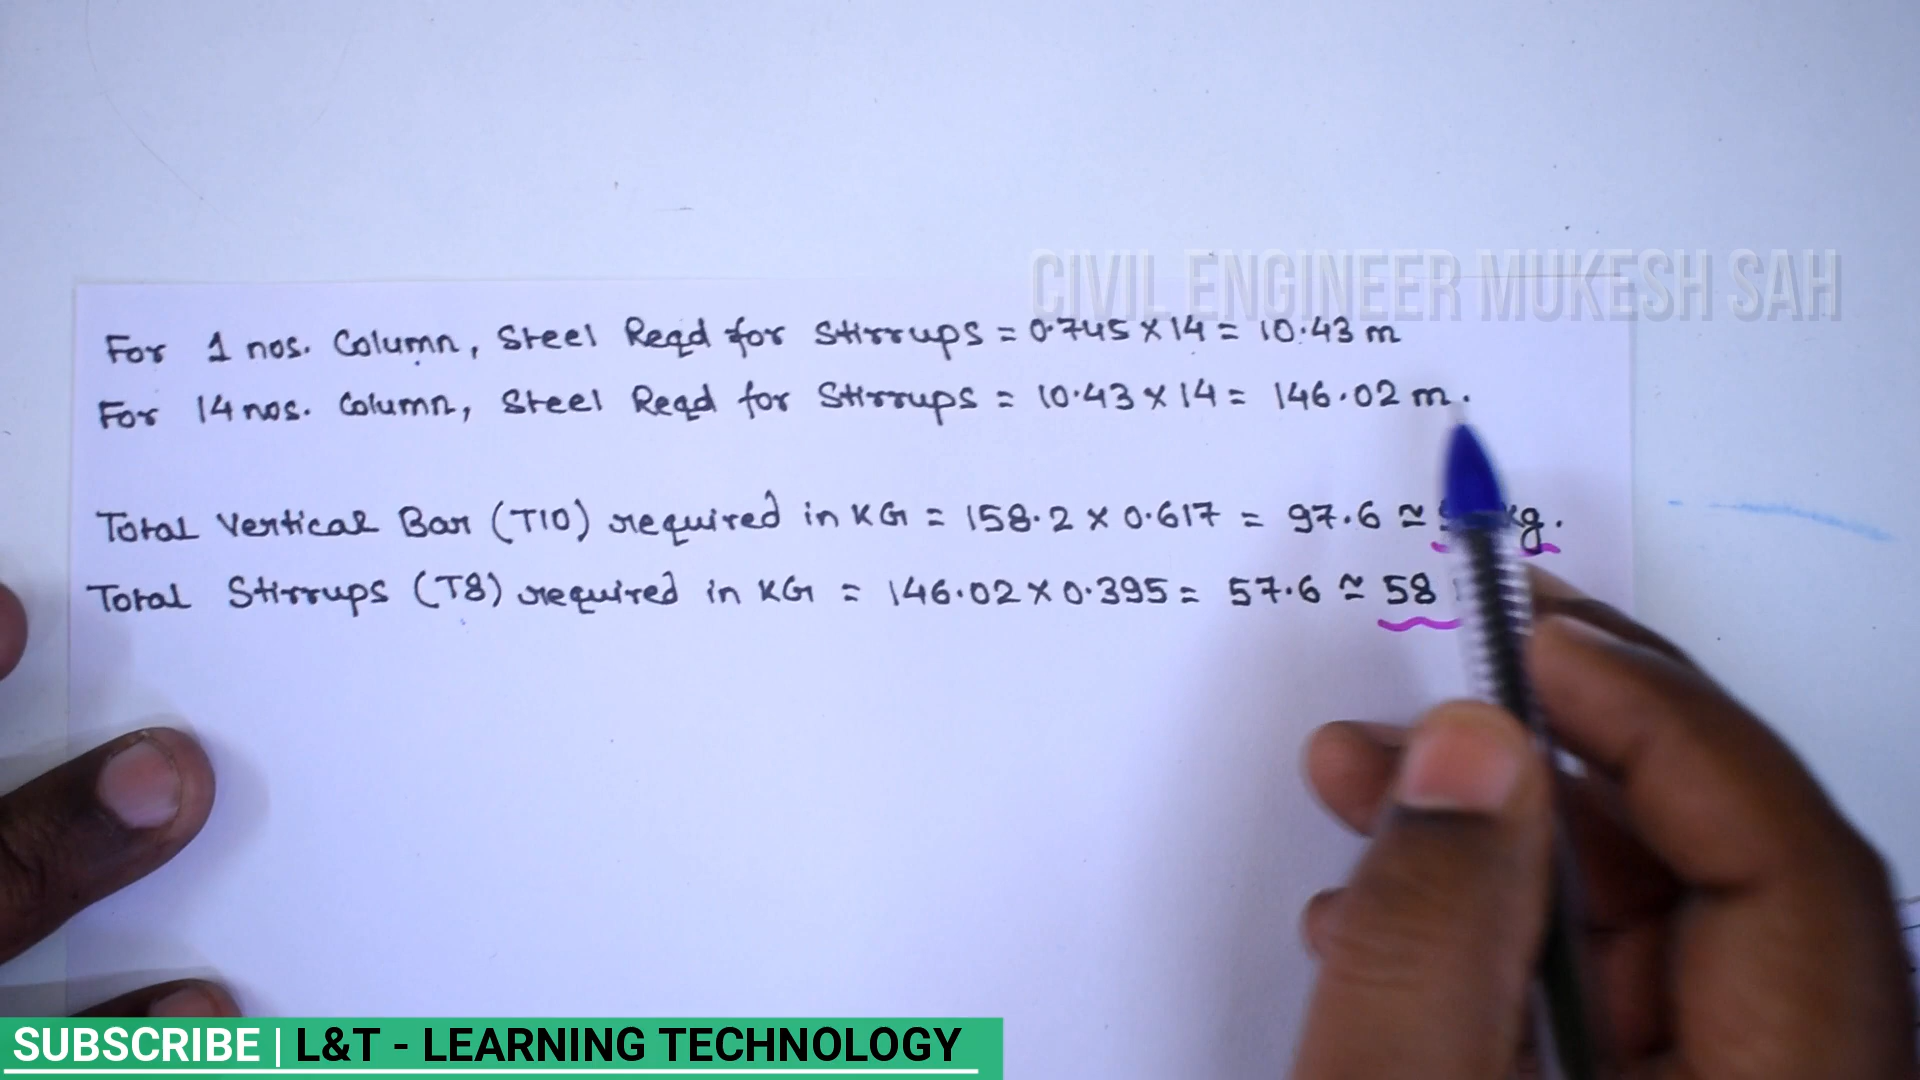 CIVIL ENGINEER MUKESH SAH
For 1 nos. Column, Steel Reqd for Stirrups = 0.745 × 14 = 10.43 m
For 14 nos. Column, Steel Reqd for Stirrups = 10.43 × 14 = 146.02 m.
Total Vertical Bar (T10) required in KG = 158.2 × 0.617 = 97.6 ≃ kg.
Total Stirrups (T8) required in KG = 146.02 × 0.395 = 57.6 ≃ 58
SUBSCRIBE | L&T - LEARNING TECHNOLOGY